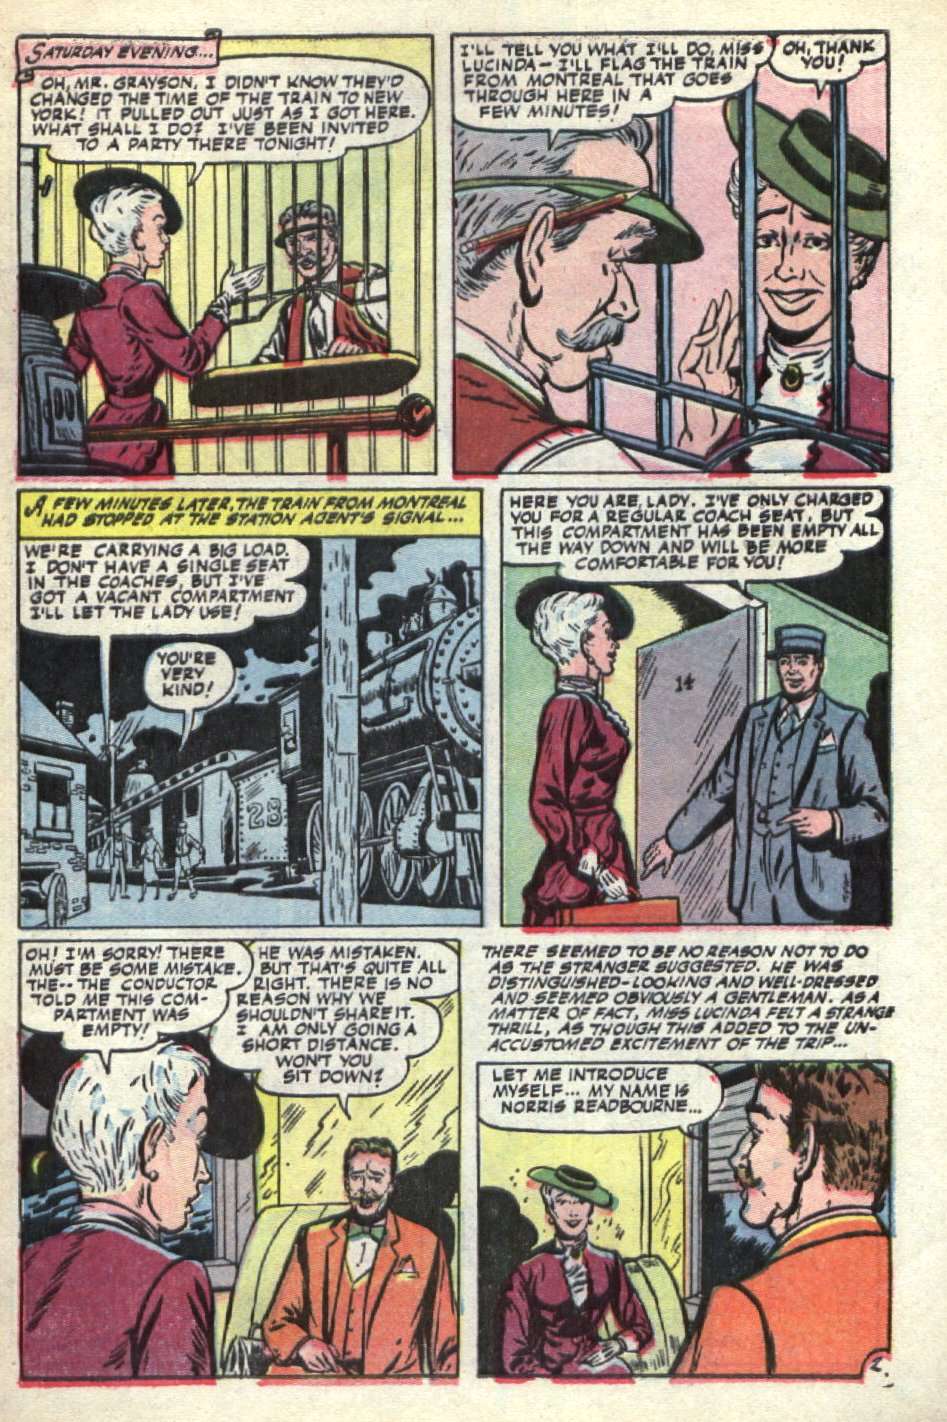 SATURDAY EVENING...
OH, MR. GRAYSON, I DIDN'T KNOW THEY'D
CHANGED THE TIME OF THE TRAIN TO NEW
YORK! IT PULLED OUT JUST AS I GOT HERE.
WHAT SHALL I DO? I'VE BEEN INVITED
TO A PARTY THERE TONIGHT!
I'LL TELL YOU WHAT I'LL DO, MISS
LUCINDA-- I'LL FLAG THE TRAIN
FROM MONTREAL THAT GOES
THROUGH HERE IN A
FEW MINUTES!
OH, THANK
YOU!
A FEW MINUTES LATER, THE TRAIN FROM MONTREAL
HAD STOPPED AT THE STATION AGENT'S SIGNAL...
WE'RE CARRYING A BIG LOAD.
I DON'T HAVE A SINGLE SEAT
IN THE COACHES, BUT I'VE
GOT A VACANT COMPARTMENT
I'LL LET THE LADY USE!
YOU'RE
VERY
KIND!
28
HERE YOU ARE, LADY. I'VE ONLY CHARGED
YOU FOR A REGULAR COACH SEAT, BUT
THIS COMPARTMENT HAS BEEN EMPTY ALL
THE WAY DOWN AND WILL BE MORE
COMFORTABLE FOR YOU!
14
OH! I'M SORRY! THERE
MUST BE SOME MISTAKE.
THE-- THE CONDUCTOR
TOLD ME THIS COM-
PARTMENT WAS
EMPTY!
HE WAS MISTAKEN.
BUT THAT'S QUITE ALL
RIGHT. THERE IS NO
REASON WHY WE
SHOULDN'T SHARE IT.
I AM ONLY GOING A
SHORT DISTANCE.
WON'T YOU
SIT DOWN?
THERE SEEMED TO BE NO REASON NOT TO DO
AS THE STRANGER SUGGESTED. HE WAS
DISTINGUISHED-LOOKING AND WELL-DRESSED
AND SEEMED OBVIOUSLY A GENTLEMAN. AS A
MATTER OF FACT, MISS LUCINDA FELT A STRANGE
THRILL, AS THOUGH THIS ADDED TO THE UN-
ACCUSTOMED EXCITEMENT OF THE TRIP...
LET ME INTRODUCE
MYSELF... MY NAME IS
NORRIS READBOURNE...
2.